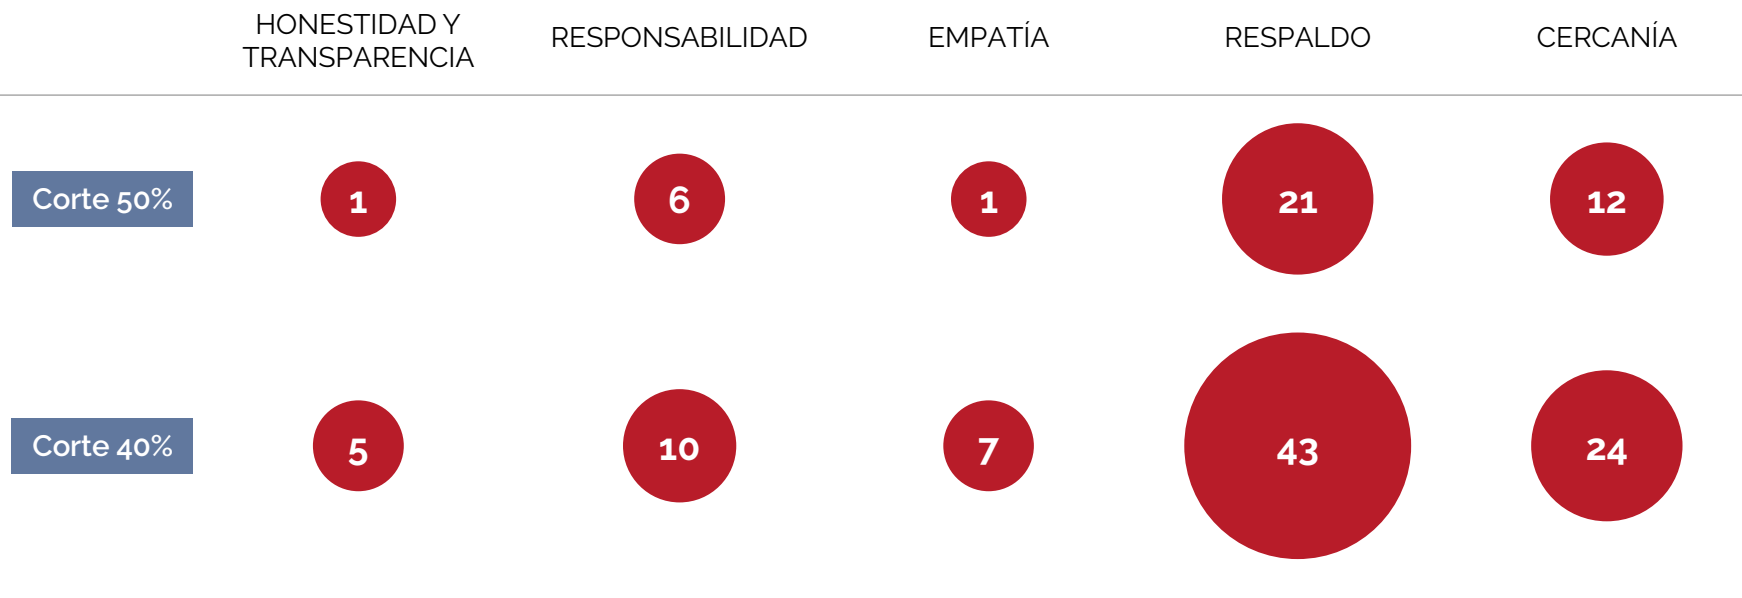 HONESTIDAD Y
TRANSPARENCIA
RESPONSABILIDAD
EMPATÍA
RESPALDO
CERCANÍA
Corte 50%
1
6
1
21
12
Corte 40%
5
10
7
43
24